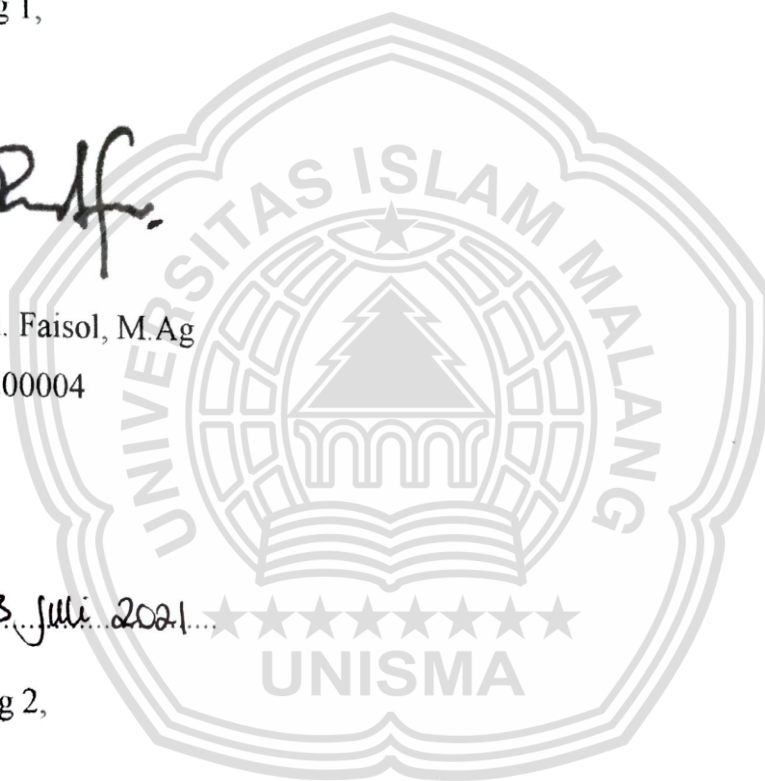 g 1,
UNIVERSITAS ISLAM MALANG
. Faisol, M.Ag
00004
3 Juli 2021
UNISMA
g 2,